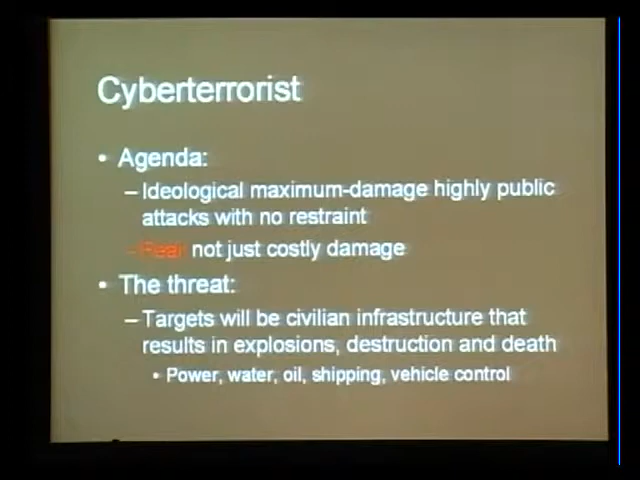 Cyberterrorist
• Agenda:
– Ideological maximum-damage highly public
attacks with no restraint
– Fear not just costly damage
• The threat:
– Targets will be civilian infrastructure that
results in explosions, destruction and death
• Power, water, oil, shipping, vehicle control